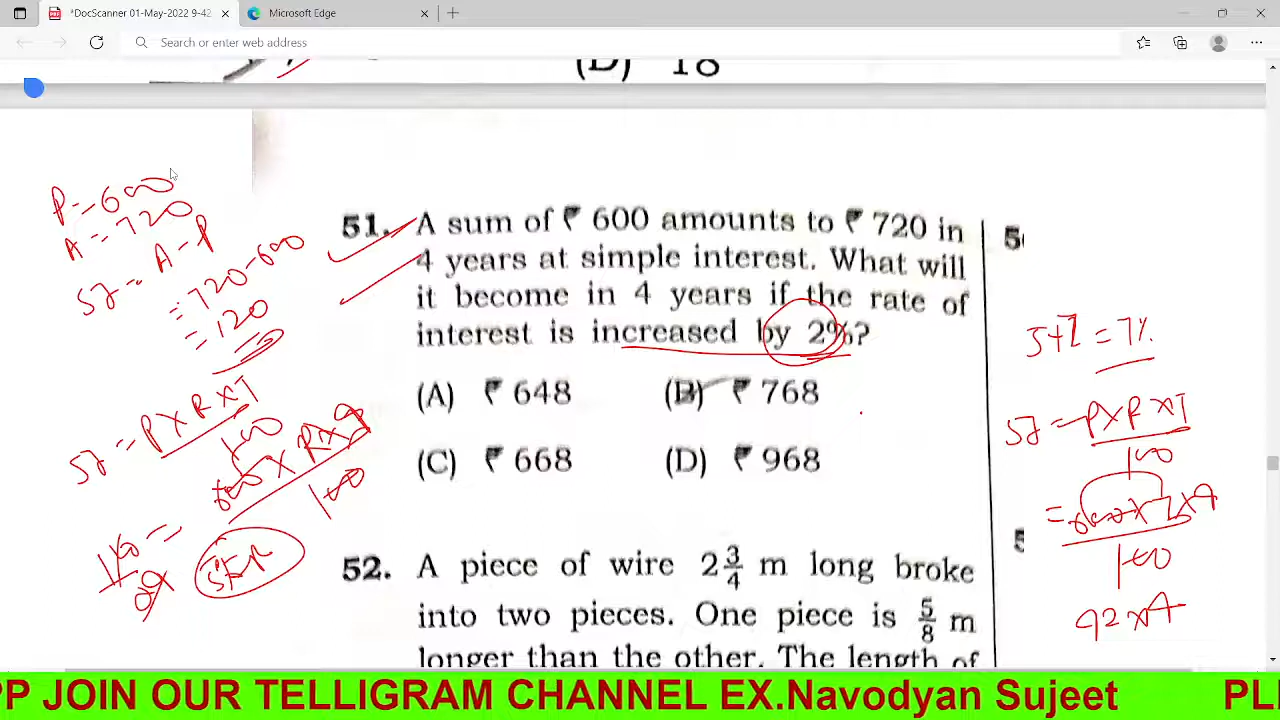 *DocScanner 01-May-2022 9-42
Microsoft Edge
Search or enter web address
(D) 18
P = 600
A = 720
SI = A - P
= 720-600
= 120
SI = P X R X T
100
51. A sum of ₹ 600 amounts to ₹ 720 in
4 years at simple interest. What will
it become in 4 years if the rate of
interest is increased by 2%?
(A) ₹ 648 (B) ₹ 768
(C) ₹ 668 (D) ₹ 968
52. A piece of wire 2 3/4 m long broke
into two pieces. One piece is 5/8 m
longer than the other. The length of
= 7%
SI = P X R X T
100
100
PP JOIN OUR TELLIGRAM CHANNEL EX.Navodyan Sujeet PL